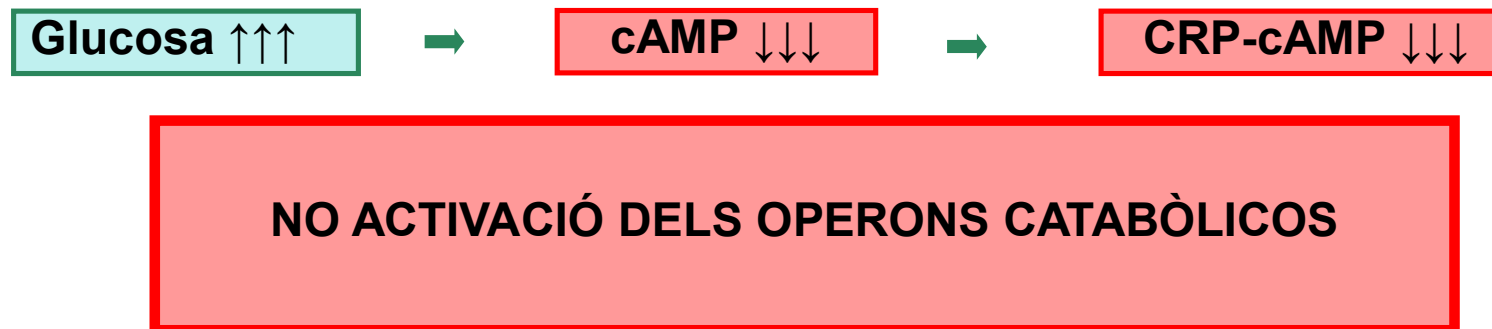 Glucosa ↑↑↑ ➡ cAMP ↓↓↓ ➡ CRP-cAMP ↓↓↓
NO ACTIVACIÓ DELS OPERONS CATABÒLICOS